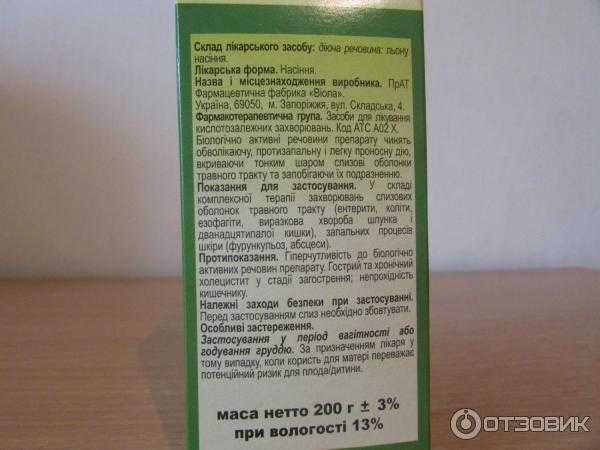 Склад лікарського засобу: діюча речовина: льону
насіння.
Лікарська форма. Насіння.
Назва і місцезнаходження виробника. ПрАТ
Фармацевтична фабрика «Віола».
Україна, 69050, м. Запоріжжя, вул. Складська, 4.
Фармакотерапевтична група. Засоби для лікування
кислотозалежних захворювань. Код АТС А02 Х.
Біологічно активні речовини препарату чинять
обволікаючу, протизапальну і легку проносну дію,
вкриваючи тонким шаром слизові оболонки
травного тракту та запобігаючи їх подразненню.
Показання для застосування. У складі
комплексної терапії захворювань слизових
оболонок травного тракту (ентерити, коліти,
езофагіти, виразкова хвороба шлунка і
дванадцятипалої кишки), запальних процесів
шкіри (фурункульоз, абсцеси).
Протипоказання. Гіперчутливість до біологічно
активних речовин препарату. Гострий та хронічний
холецистит у стадії загострення; непрохідність
кишечнику.
Належні заходи безпеки при застосуванні.
Перед застосуванням слиз необхідно збовтувати.
Особливі застереження.
Застосування у період вагітності або
годування груддю. За призначенням лікаря у
тому випадку, коли користь для матері переважає
потенційний ризик для плода/дитини.
маса нетто 200 г ± 3%
при вологості 13%
ОТЗОВИК